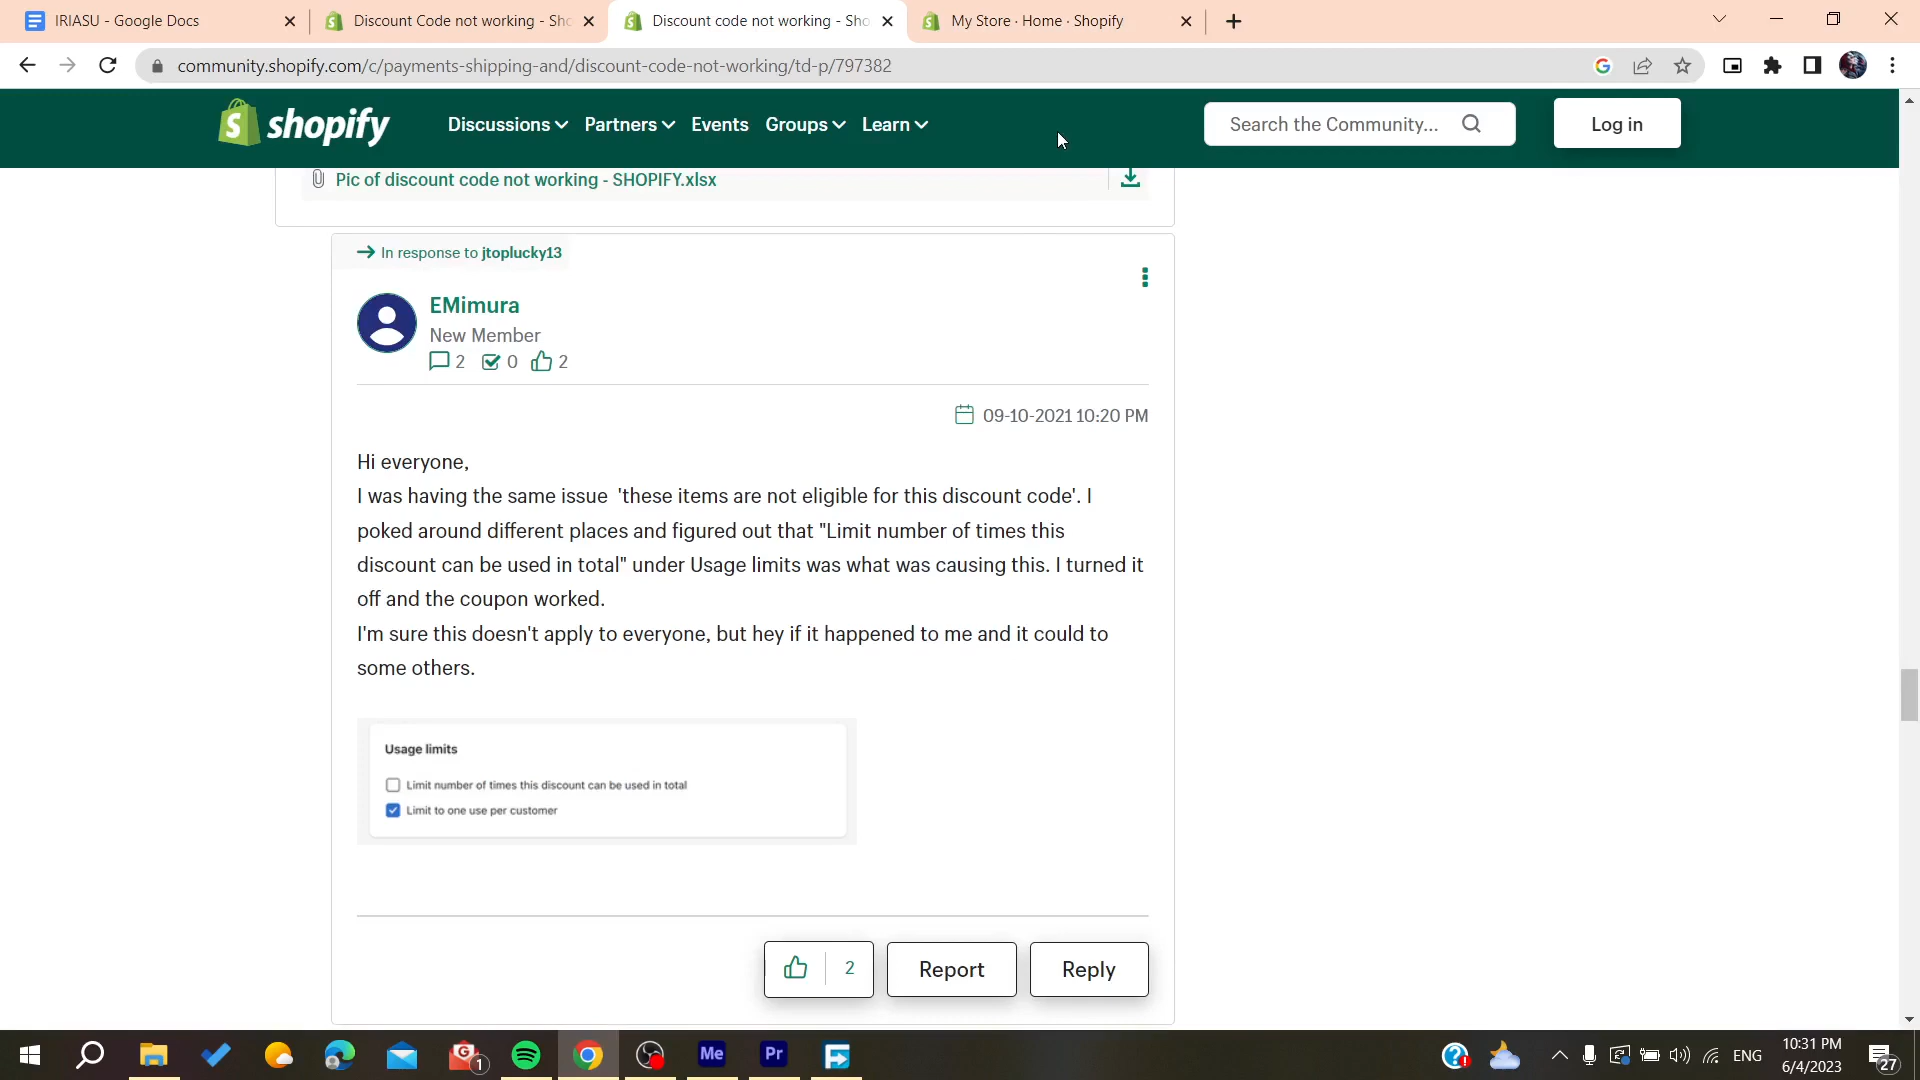 IRIASU - Google Docs
Discount Code not working - Sho
Discount code not working - Sho
My Store · Home · Shopify
community.shopify.com/c/payments-shipping-and/discount-code-not-working/td-p/797382
shopify
Discussions Partners Events Groups Learn
Search the Community...
Log in
Pic of discount code not working - SHOPIFY.xlsx
In response to jtoplucky13
EMimura
New Member
2 0 2
09-10-2021 10:20 PM
Hi everyone,
I was having the same issue 'these items are not eligible for this discount code'. I
poked around different places and figured out that "Limit number of times this
discount can be used in total" under Usage limits was what was causing this. I turned it
off and the coupon worked.
I'm sure this doesn't apply to everyone, but hey if it happened to me and it could to
some others.
Usage limits
Limit number of times this discount can be used in total
Limit to one use per customer
2
Report
Reply
1
Me
Pr
ENG
10:31 PM
6/4/2023
27